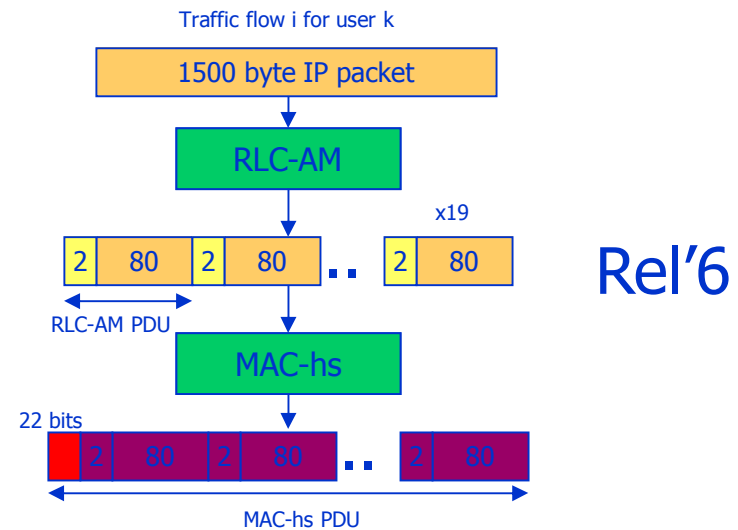 Traffic flow i for user k
1500 byte IP packet
RLC-AM
x19
2 80 2 80 .. 2 80
Rel'6
RLC-AM PDU
MAC-hs
22 bits
2 80 2 80 .. 2 80
MAC-hs PDU